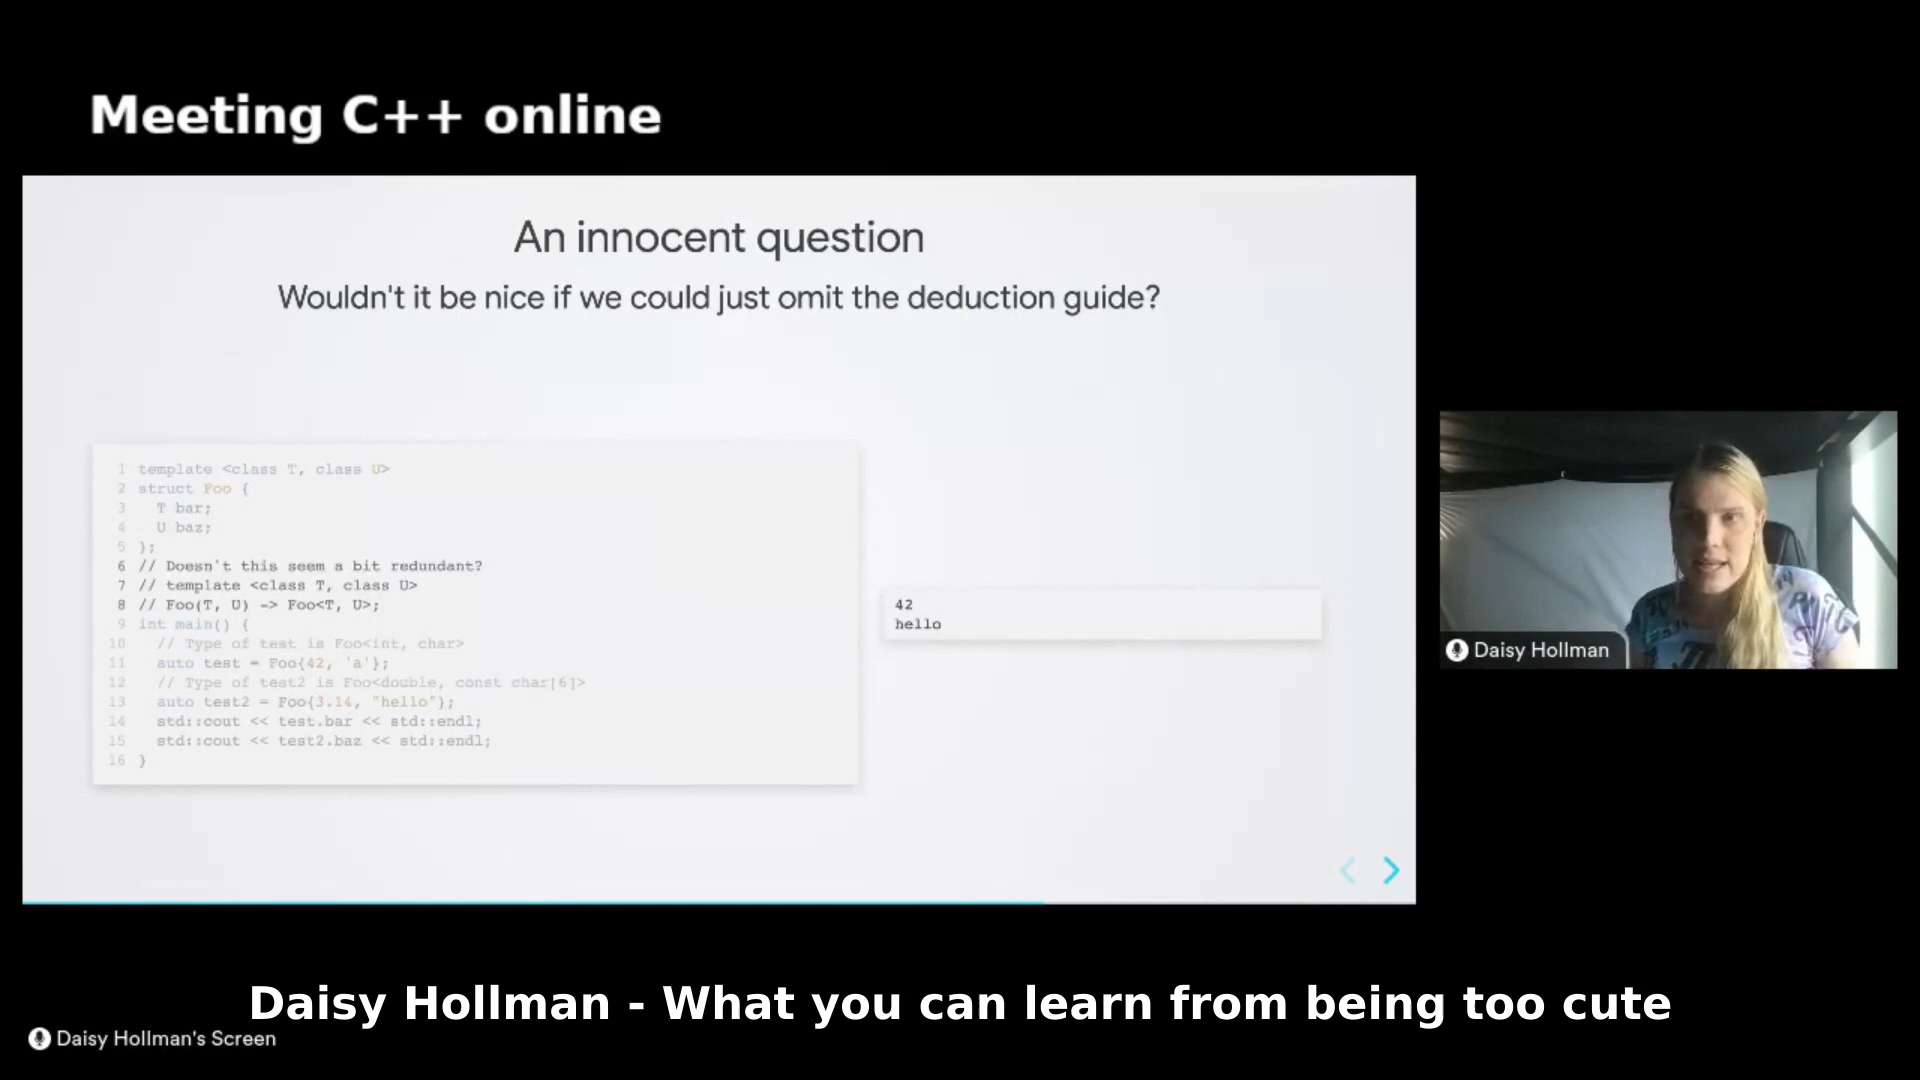 Meeting C++ online
An innocent question
Wouldn't it be nice if we could just omit the deduction guide?
1 template <class T, class U>
2 struct Foo {
3   T bar;
4   U baz;
5 };
6 // Doesn't this seem a bit redundant?
7 // template <class T, class U>
8 // Foo(T, U) -> Foo<T, U>;
9 int main() {
10   // Type of test is Foo<int, char>
11   auto test = Foo{42, 'a'};
12   // Type of test2 is Foo<double, const char[6]>
13   auto test2 = Foo{3.14, "hello"};
14   std::cout << test.bar << std::endl;
15   std::cout << test2.baz << std::endl;
16 }
42
hello
Daisy Hollman
Daisy Hollman - What you can learn from being too cute
Daisy Hollman's Screen